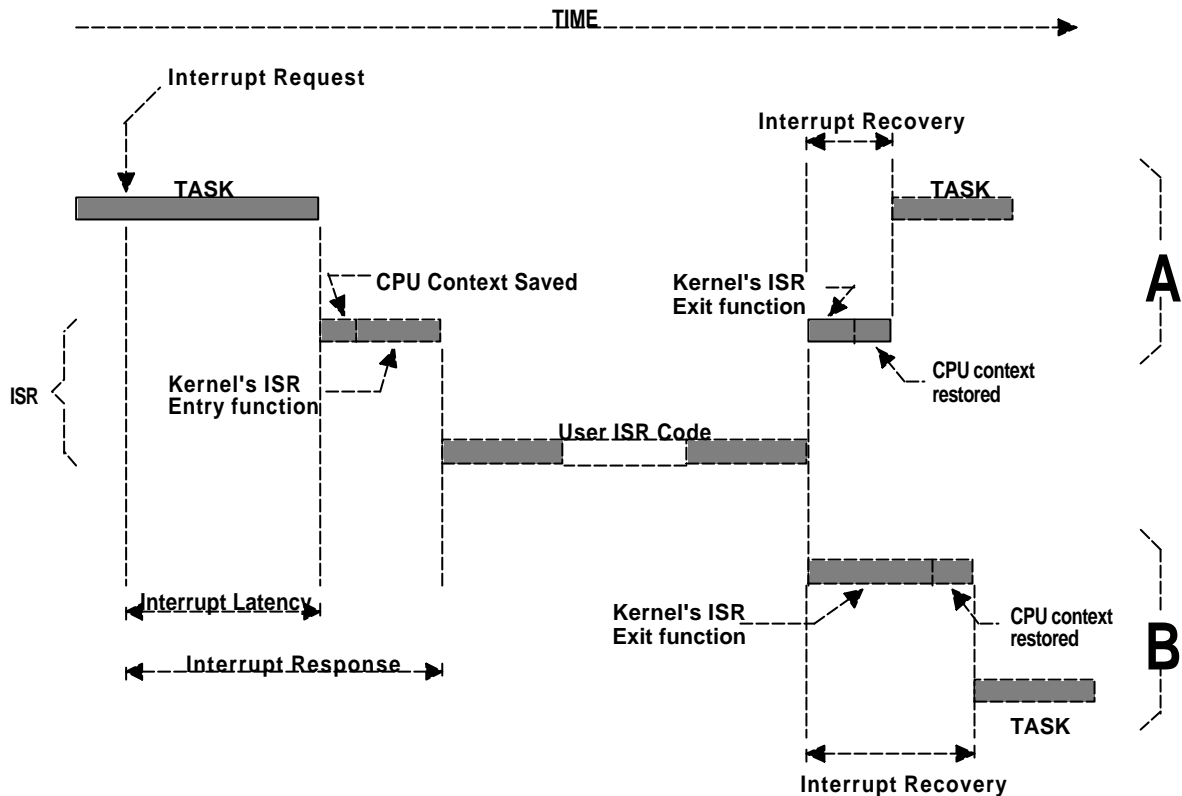 TIME
Interrupt Request
Interrupt Recovery
TASK
TASK
A
CPU Context Saved
Kernel's ISR
Exit function
ISR
Kernel's ISR
Entry function
CPU context
restored
User ISR Code
Interrupt Latency
Kernel's ISR
Exit function
CPU context
restored
B
Interrupt Response
TASK
Interrupt Recovery